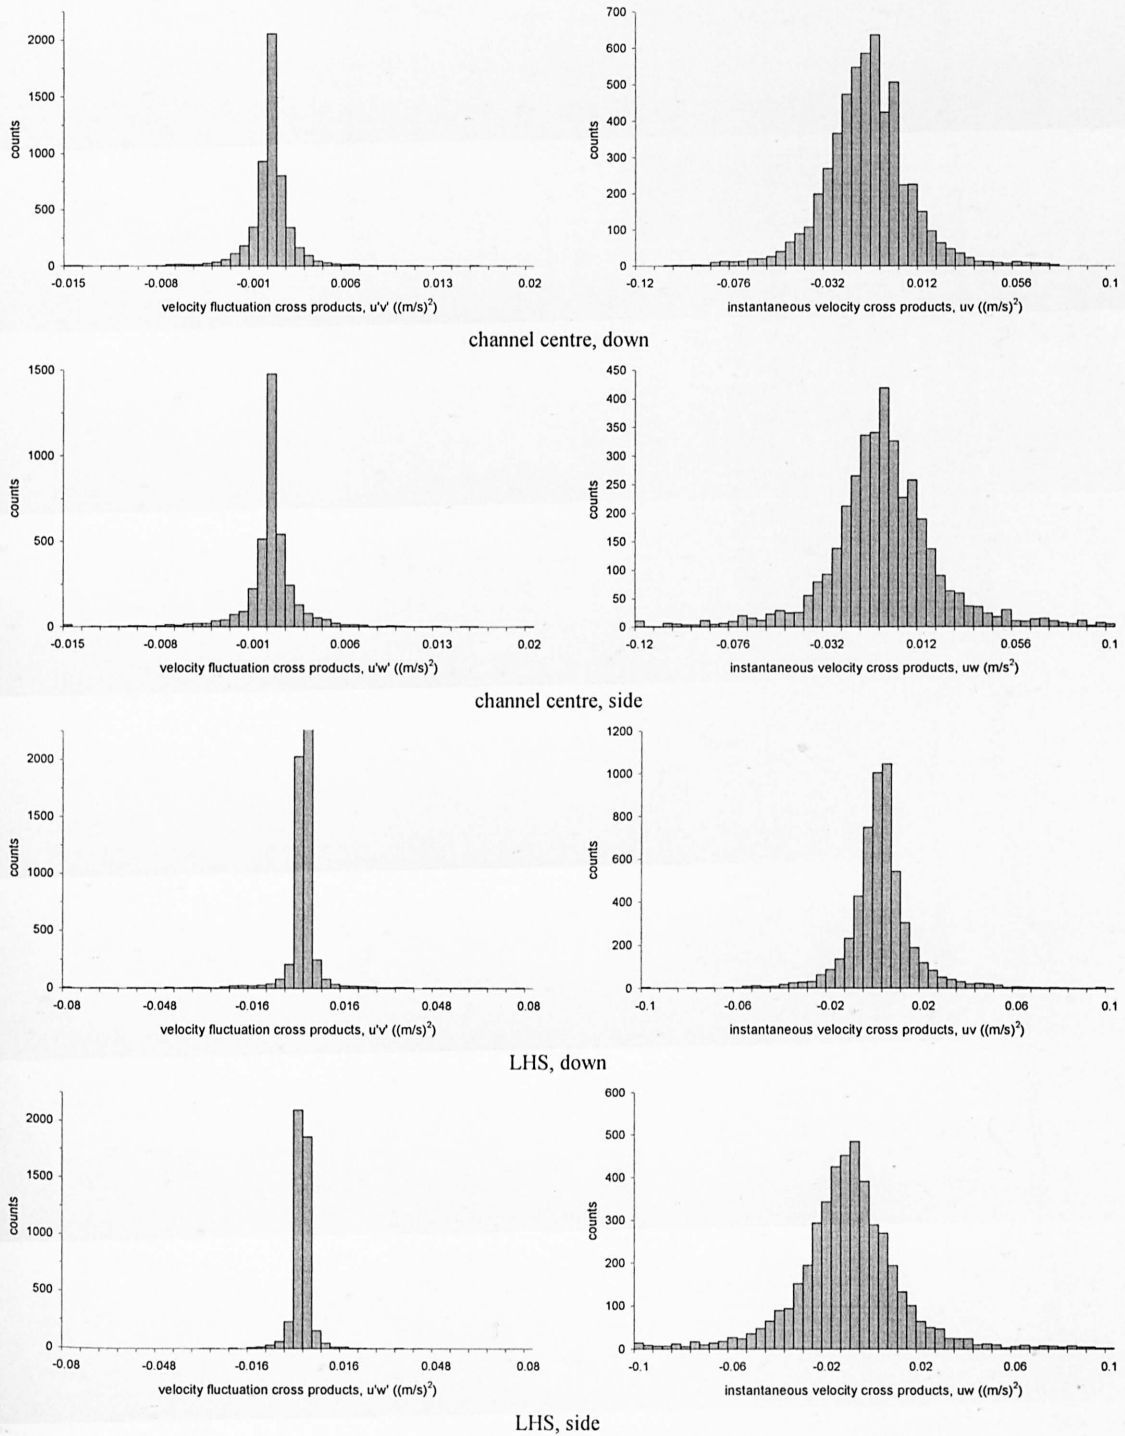 2000
1500
1000
500
0
counts
-0.015 -0.008 -0.001 0.006 0.013 0.02
velocity fluctuation cross products, u'v' ((m/s)²)
700
600
500
400
300
200
100
0
counts
-0.12 -0.076 -0.032 0.012 0.056 0.1
instantaneous velocity cross products, uv ((m/s)²)
channel centre, down
1500
1000
500
0
counts
-0.015 -0.008 -0.001 0.006 0.013 0.02
velocity fluctuation cross products, u'w' ((m/s)²)
450
400
350
300
250
200
150
100
50
0
counts
-0.12 -0.076 -0.032 0.012 0.056 0.1
instantaneous velocity cross products, uw (m/s²)
channel centre, side
2000
1500
1000
500
0
counts
-0.08 -0.048 -0.016 0.016 0.048 0.08
velocity fluctuation cross products, u'v' ((m/s)²)
1200
1000
800
600
400
200
0
counts
-0.1 -0.06 -0.02 0.02 0.06 0.1
instantaneous velocity cross products, uv ((m/s)²)
LHS, down
2000
1500
1000
500
0
counts
-0.08 -0.048 -0.016 0.016 0.048 0.08
velocity fluctuation cross products, u'w' ((m/s)²)
600
500
400
300
200
100
0
counts
-0.1 -0.06 -0.02 0.02 0.06 0.1
instantaneous velocity cross products, uw ((m/s)²)
LHS, side